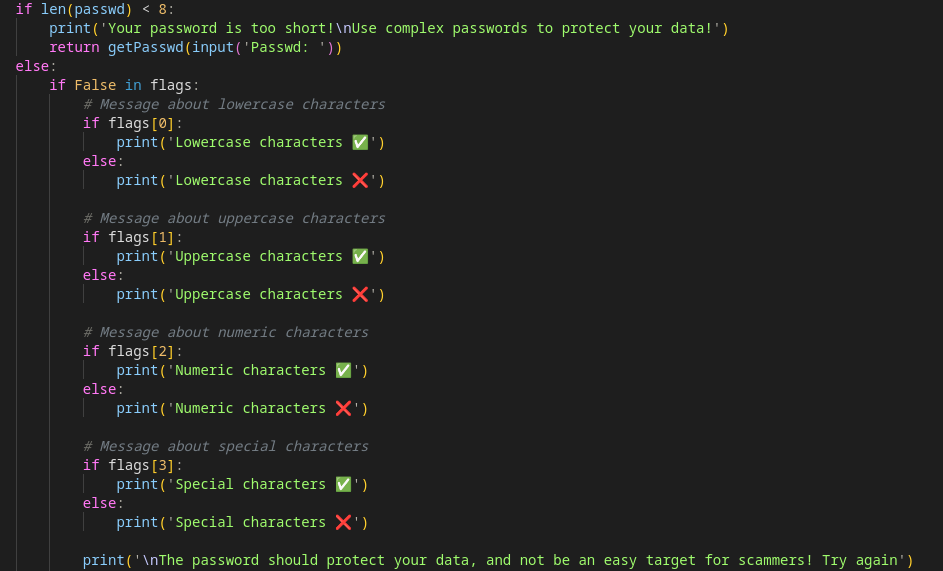 if len(passwd) < 8:
    print('Your password is too short!\nUse complex passwords to protect your data!')
    return getPasswd(input('Passwd: '))
else:
    if False in flags:
        # Message about lowercase characters
        if flags[0]:
            print('Lowercase characters ✅')
        else:
            print('Lowercase characters ❌')

        # Message about uppercase characters
        if flags[1]:
            print('Uppercase characters ✅')
        else:
            print('Uppercase characters ❌')

        # Message about numeric characters
        if flags[2]:
            print('Numeric characters ✅')
        else:
            print('Numeric characters ❌')

        # Message about special characters
        if flags[3]:
            print('Special characters ✅')
        else:
            print('Special characters ❌')

        print('\nThe password should protect your data, and not be an easy target for scammers! Try again')